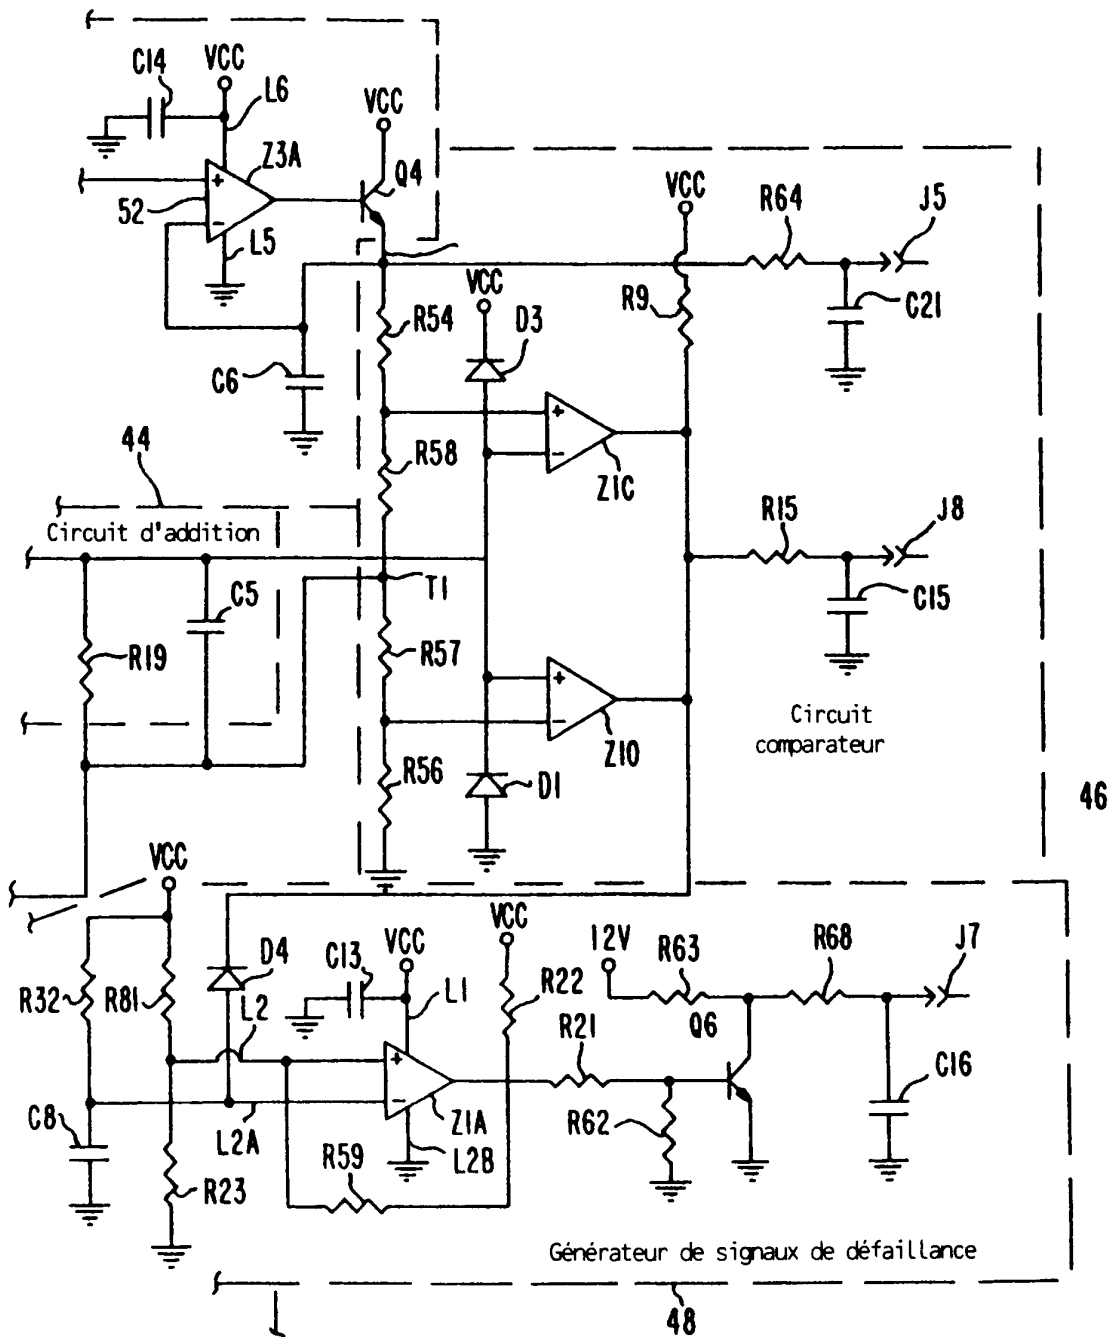 C14
VCC
L6
VCC
Z3A
Q4
52
L5
VCC
R64
J5
VCC
R54
D3
R9
C21
C6
44
R58
Z1C
R15
J8
Circuit d'addition
C5
T1
C15
R19
R57
Circuit
comparateur
Z1D
R56
D1
46
VCC
VCC
D4
C13
VCC
12V
R63
R68
J7
R32
R81
L2
L1
R22
Q6
R21
C16
C8
L2A
Z1A
R62
R59
L2B
R23
Générateur de signaux de défaillance
48